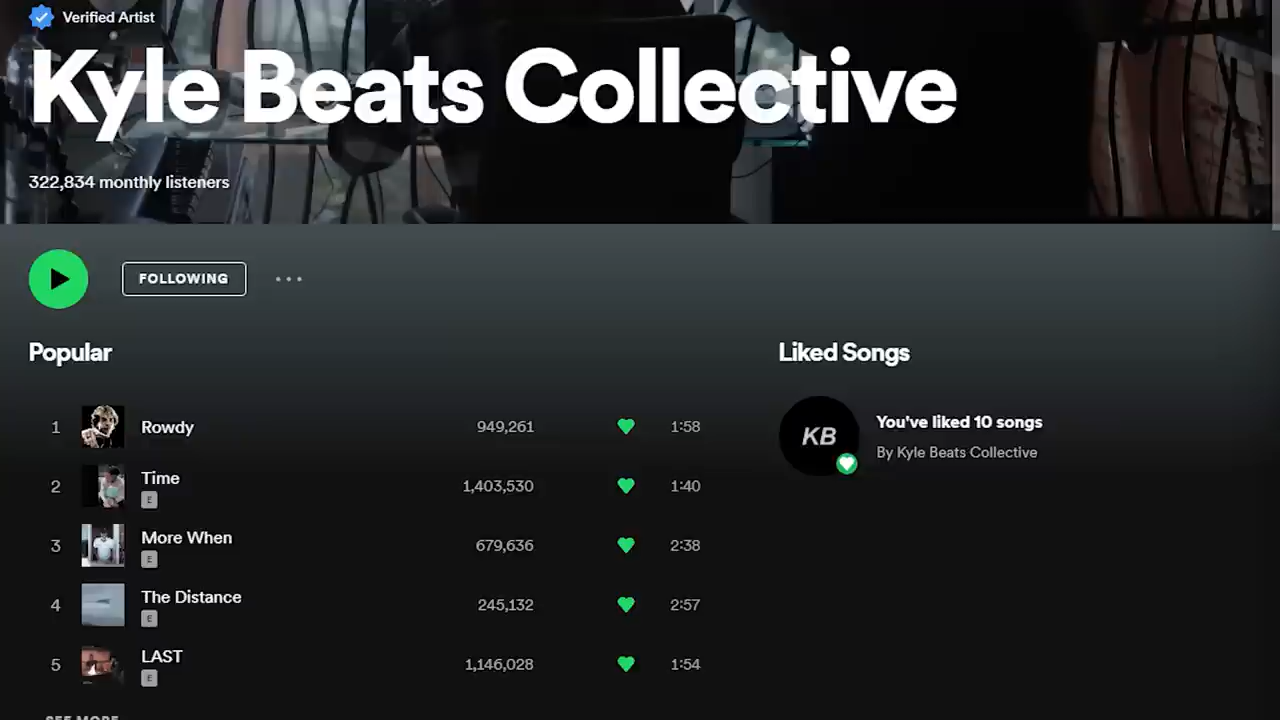 Verified Artist
Kyle Beats Collective
322,834 monthly listeners
FOLLOWING
Popular
1 Rowdy 949,261 1:58
2 Time 1,403,530 1:40
E
3 More When 679,636 2:38
E
4 The Distance 245,132 2:57
E
5 LAST 1,146,028 1:54
E
SEE MORE
Liked Songs
KB
You've liked 10 songs
By Kyle Beats Collective